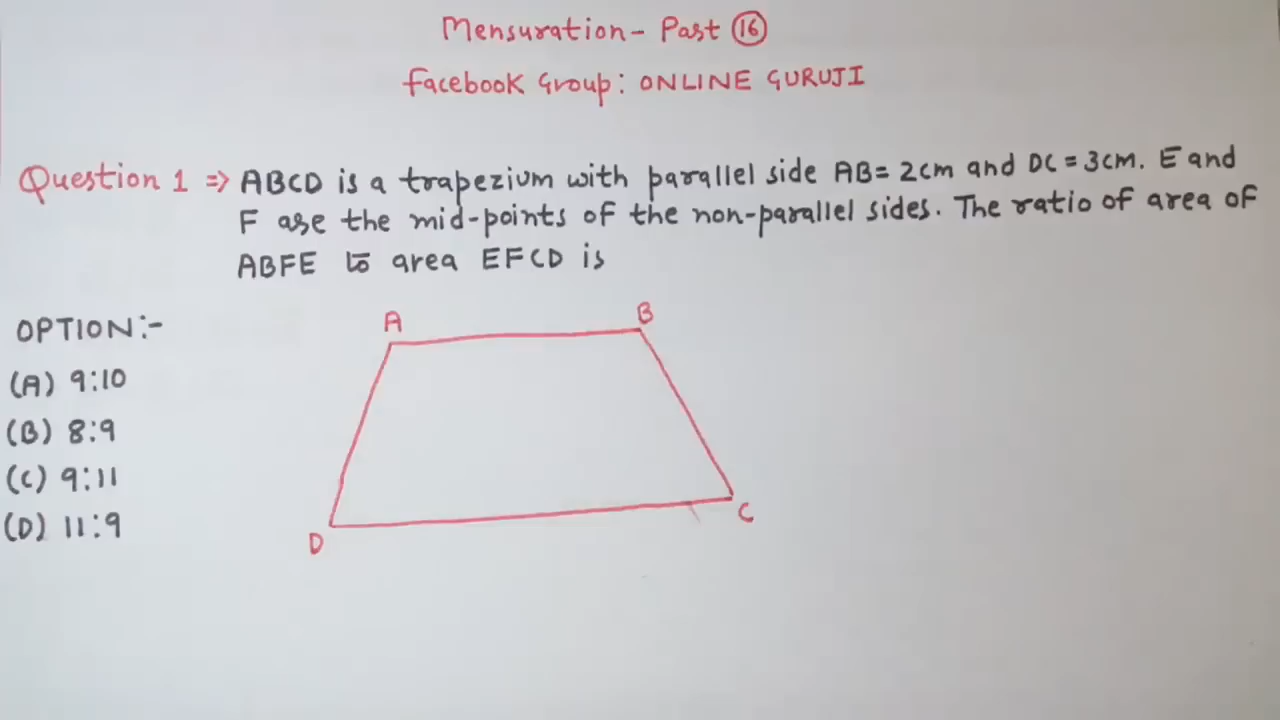 Mensuration- Part 16
facebook Group: ONLINE GURUJI
Question 1 => ABCD is a trapezium with parallel side AB= 2cm and DC = 3cm. E and
F are the mid-points of the non-parallel sides. The ratio of area of
ABFE to area EFCD is
OPTION:-
(A) 9:10
(B) 8:9
(C) 9:11
(D) 11:9
A
B
D
C